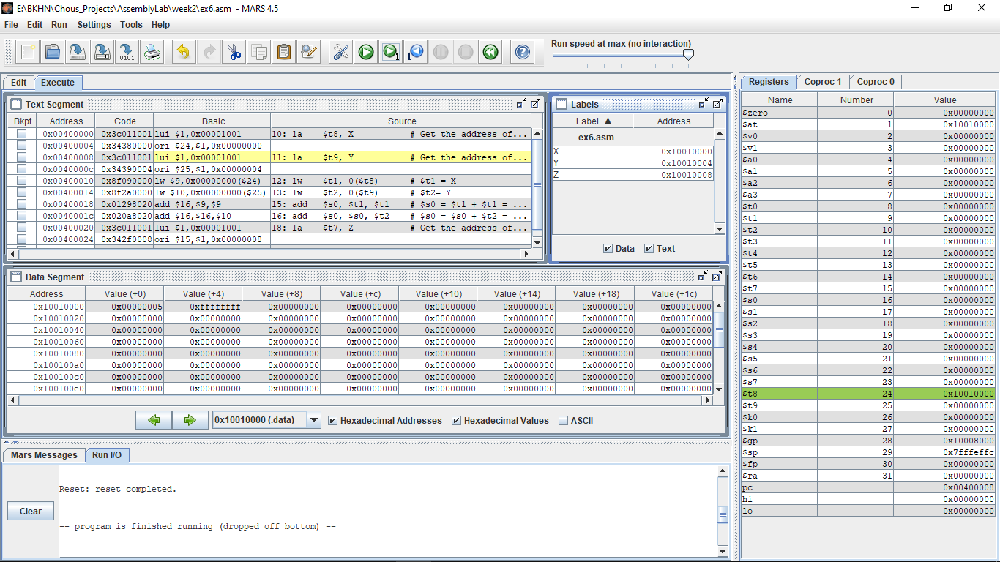 E:\BKHN\Chous_Projects\AssemblyLab\week2\ex6.asm - MARS 4.5
File Edit Run Settings Tools Help
Run speed at max (no interaction)
Edit Execute
Text Segment
Bkpt Address Code Basic Source
0x00400000 0x3c011001 lui $1,0x00001001 10: la $t8, X # Get the address of...
0x00400004 0x34380000 ori $24,$1,0x00000000
0x00400008 0x3c011001 lui $1,0x00001001 11: la $t9, Y # Get the address of...
0x0040000c 0x34390004 ori $25,$1,0x00000004
0x00400010 0x8f090000 lw $9,0x00000000($24) 12: lw $t1, 0($t8) # $t1 = X
0x00400014 0x8f2a0000 lw $10,0x00000000($25) 13: lw $t2, 0($t9) # $t2= Y
0x00400018 0x01298020 add $16,$9,$9 15: add $s0, $t1, $t1 # $s0 = $t1 + $t1 = ...
0x0040001c 0x020a8020 add $16,$16,$10 16: add $s0, $s0, $t2 # $s0 = $s0 + $t2 = ...
0x00400020 0x3c011001 lui $1,0x00001001 18: la $t7, Z # Get the address of...
0x00400024 0x342f0008 ori $15,$1,0x00000008
Labels
Label ▲ Address
ex6.asm
X 0x10010000
Y 0x10010004
Z 0x10010008
Data Text
Data Segment
Address Value (+0) Value (+4) Value (+8) Value (+c) Value (+10) Value (+14) Value (+18) Value (+1c)
0x10010000 0x00000005 0xffffffff 0x00000000 0x00000000 0x00000000 0x00000000 0x00000000 0x00000000
0x10010020 0x00000000 0x00000000 0x00000000 0x00000000 0x00000000 0x00000000 0x00000000 0x00000000
0x10010040 0x00000000 0x00000000 0x00000000 0x00000000 0x00000000 0x00000000 0x00000000 0x00000000
0x10010060 0x00000000 0x00000000 0x00000000 0x00000000 0x00000000 0x00000000 0x00000000 0x00000000
0x10010080 0x00000000 0x00000000 0x00000000 0x00000000 0x00000000 0x00000000 0x00000000 0x00000000
0x100100a0 0x00000000 0x00000000 0x00000000 0x00000000 0x00000000 0x00000000 0x00000000 0x00000000
0x100100c0 0x00000000 0x00000000 0x00000000 0x00000000 0x00000000 0x00000000 0x00000000 0x00000000
0x100100e0 0x00000000 0x00000000 0x00000000 0x00000000 0x00000000 0x00000000 0x00000000 0x00000000
0x10010000 (.data) Hexadecimal Addresses Hexadecimal Values ASCII
Mars Messages Run I/O
Reset: reset completed.
Clear
-- program is finished running (dropped off bottom) --
Registers Coproc 1 Coproc 0
Name Number Value
$zero 0 0x00000000
$at 1 0x10010000
$v0 2 0x00000000
$v1 3 0x00000000
$a0 4 0x00000000
$a1 5 0x00000000
$a2 6 0x00000000
$a3 7 0x00000000
$t0 8 0x00000000
$t1 9 0x00000000
$t2 10 0x00000000
$t3 11 0x00000000
$t4 12 0x00000000
$t5 13 0x00000000
$t6 14 0x00000000
$t7 15 0x00000000
$s0 16 0x00000000
$s1 17 0x00000000
$s2 18 0x00000000
$s3 19 0x00000000
$s4 20 0x00000000
$s5 21 0x00000000
$s6 22 0x00000000
$s7 23 0x00000000
$t8 24 0x10010000
$t9 25 0x00000000
$k0 26 0x00000000
$k1 27 0x00000000
$gp 28 0x10008000
$sp 29 0x7fffeffc
$fp 30 0x00000000
$ra 31 0x00000000
pc 0x00400008
hi 0x00000000
lo 0x00000000